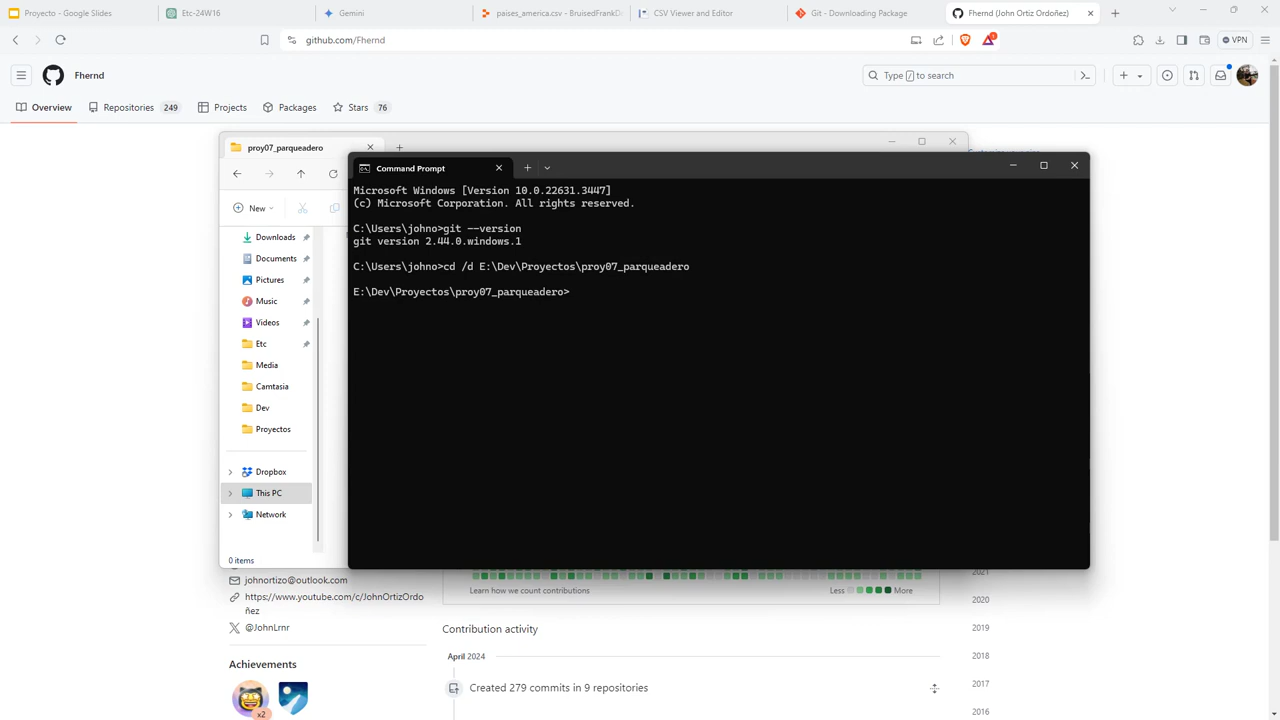 Proyecto - Google Slides
Etc-24W16
Gemini
paises_america.csv - BruisedFrankD
CSV Viewer and Editor
Git - Downloading Package
Fhernd (John Ortiz Ordoñez)
github.com/Fhernd
VPN
Fhernd
Type / to search
Overview
Repositories 249
Projects
Packages
Stars 76
proy07_parqueadero
Command Prompt
New
Microsoft Windows [Version 10.0.22631.3447]
(c) Microsoft Corporation. All rights reserved.
C:\Users\johno>git --version
git version 2.44.0.windows.1
C:\Users\johno>cd /d E:\Dev\Proyectos\proy07_parqueadero
E:\Dev\Proyectos\proy07_parqueadero>
Downloads
Documents
Pictures
Music
Videos
Etc
Media
Camtasia
Dev
Proyectos
Dropbox
This PC
Network
0 items
johnortizo@outlook.com
https://www.youtube.com/c/JohnOrtizOrdo
ñez
@JohnLrnr
Achievements
x2
Learn how we count contributions
Less
More
Contribution activity
April 2024
Created 279 commits in 9 repositories
2021
2020
2019
2018
2017
2016